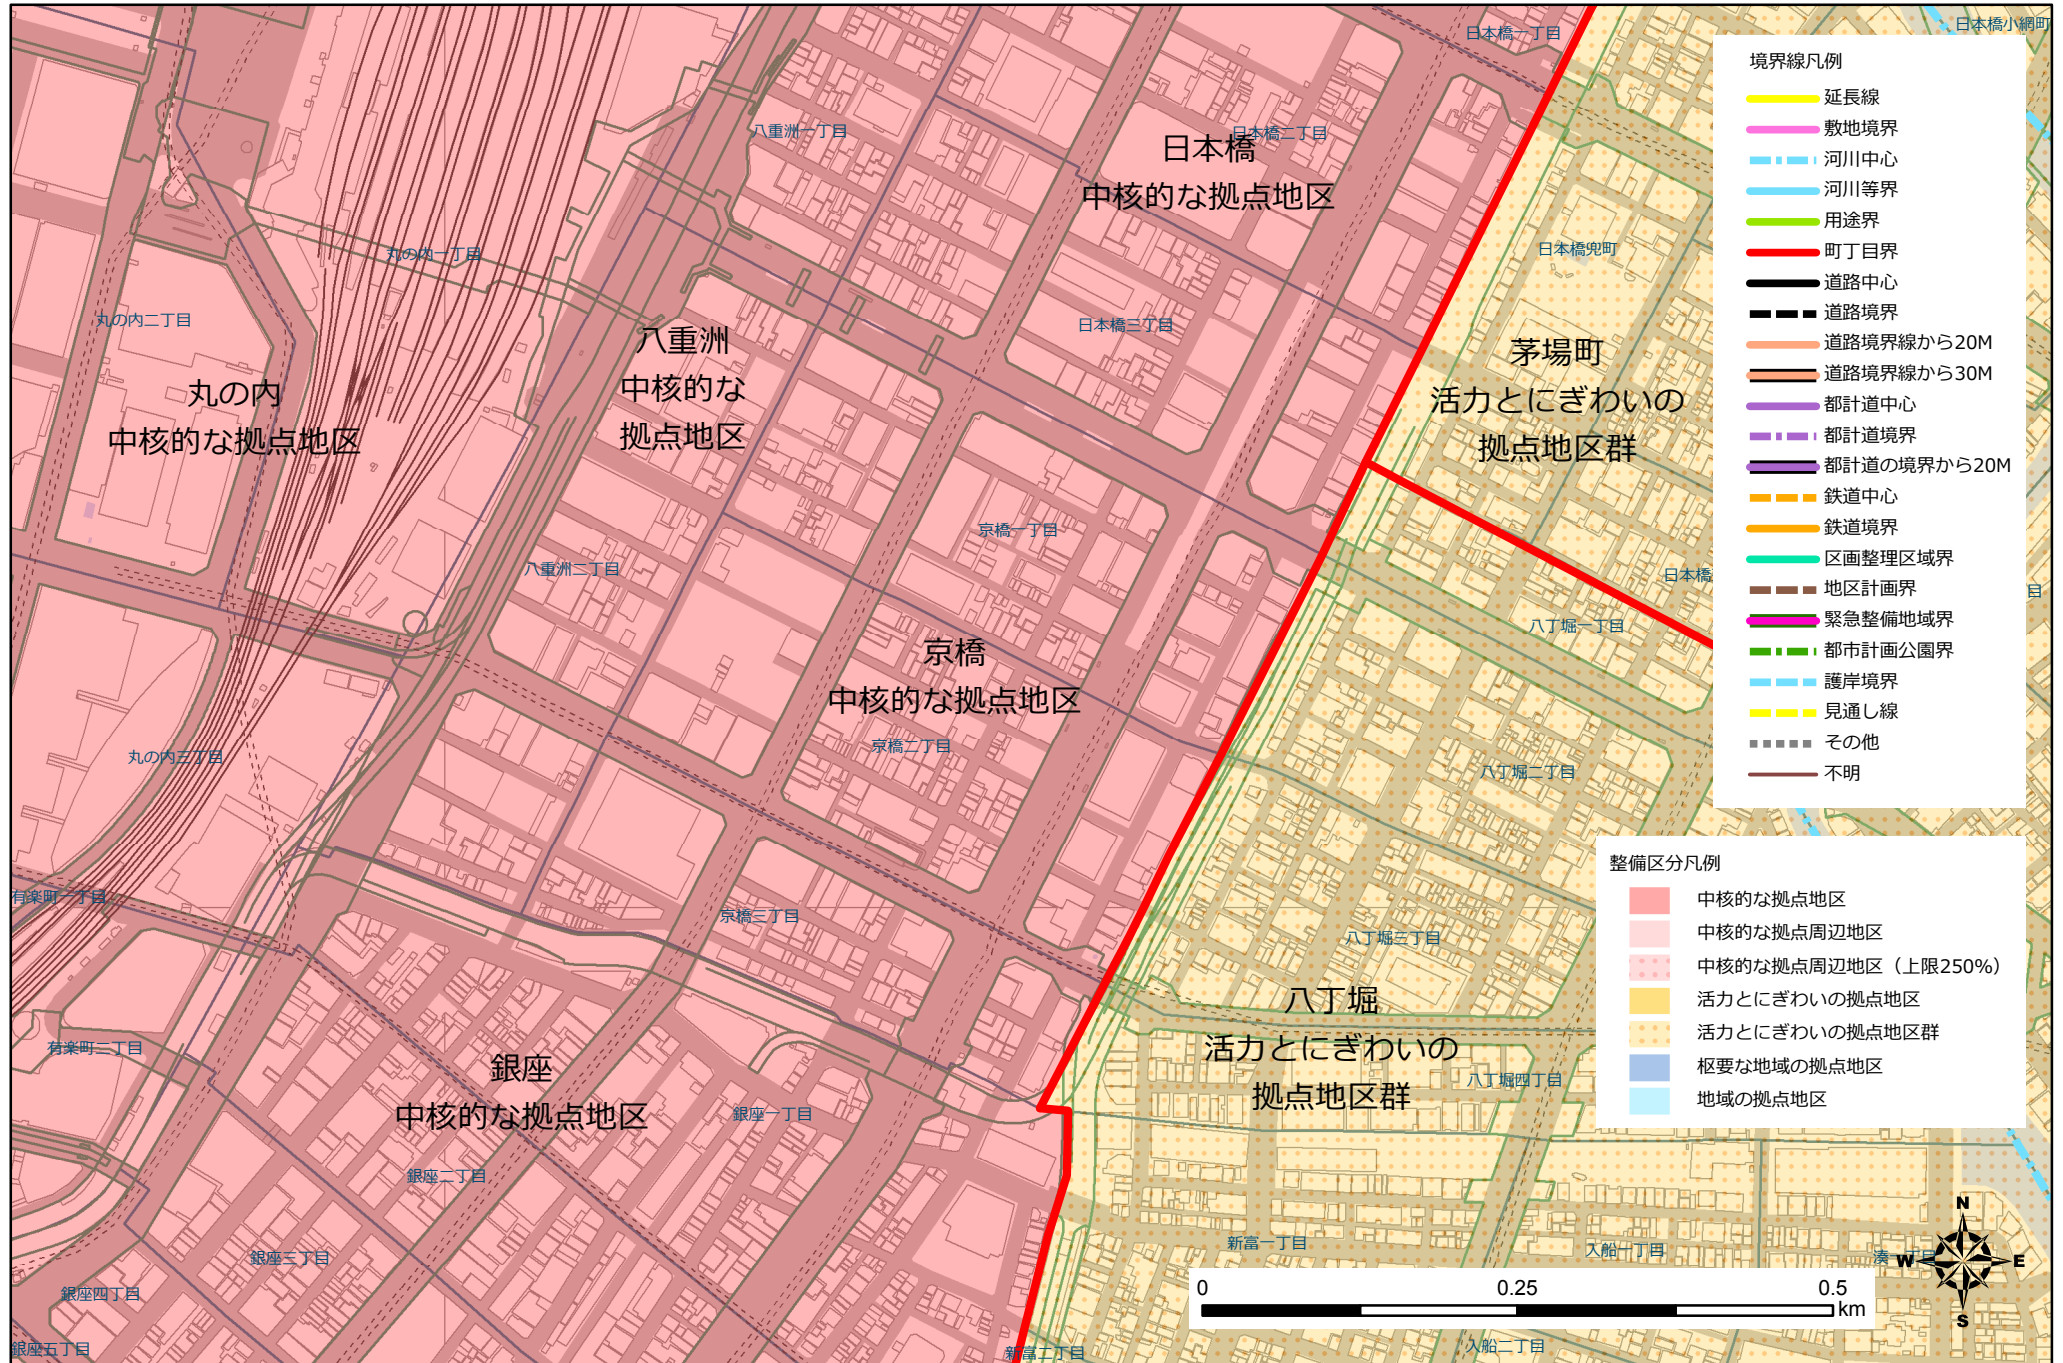 日本橋一丁目
日本橋小網町
八重洲一丁目
日本橋二丁目
日本橋
中核的な拠点地区
丸の内一丁目
日本橋兜町
丸の内二丁目
日本橋三丁目
八重洲
中核的な
拠点地区
茅場町
活力とにぎわいの
拠点地区群
丸の内
中核的な拠点地区
京橋一丁目
八重洲二丁目
日本橋
目
八丁堀一丁目
京橋
中核的な拠点地区
京橋二丁目
丸の内三丁目
八丁堀二丁目
有楽町一丁目
京橋三丁目
八丁堀三丁目
八丁堀
活力とにぎわいの
拠点地区群
有楽町二丁目
銀座
中核的な拠点地区
八丁堀四丁目
銀座一丁目
銀座二丁目
新富一丁目
入船一丁目
湊一丁目
銀座三丁目
銀座四丁目
銀座五丁目
新富二丁目
入船二丁目
境界線凡例
延長線
敷地境界
河川中心
河川等界
用途界
町丁目界
道路中心
道路境界
道路境界線から20M
道路境界線から30M
都計道中心
都計道境界
都計道の境界から20M
鉄道中心
鉄道境界
区画整理区域界
地区計画界
緊急整備地域界
都市計画公園界
護岸境界
見通し線
その他
不明
整備区分凡例
中核的な拠点地区
中核的な拠点周辺地区
中核的な拠点周辺地区（上限250%）
活力とにぎわいの拠点地区
活力とにぎわいの拠点地区群
枢要な地域の拠点地区
地域の拠点地区
N
W
E
S
0 0.25 0.5
km